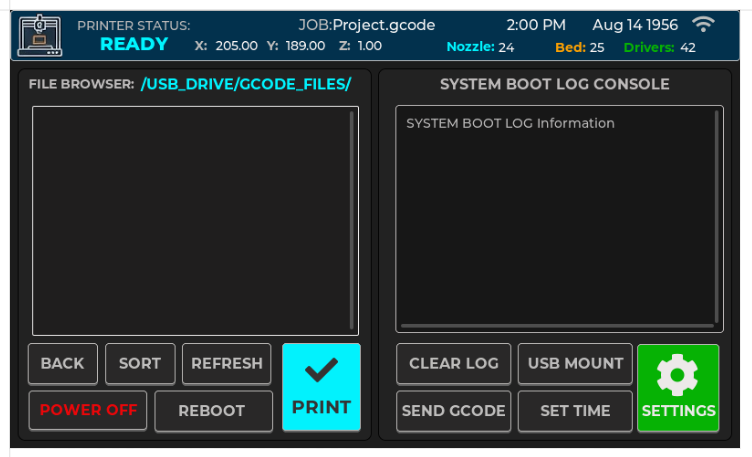 PRINTER STATUS: JOB:Project.gcode 2:00 PM Aug 14 1956
READY X: 205.00 Y: 189.00 Z: 1.00 Nozzle: 24 Bed: 25 Drivers: 42
FILE BROWSER: /USB_DRIVE/GCODE_FILES/
SYSTEM BOOT LOG CONSOLE
SYSTEM BOOT LOG Information
BACK SORT REFRESH
POWER OFF REBOOT PRINT
CLEAR LOG USB MOUNT
SEND GCODE SET TIME SETTINGS